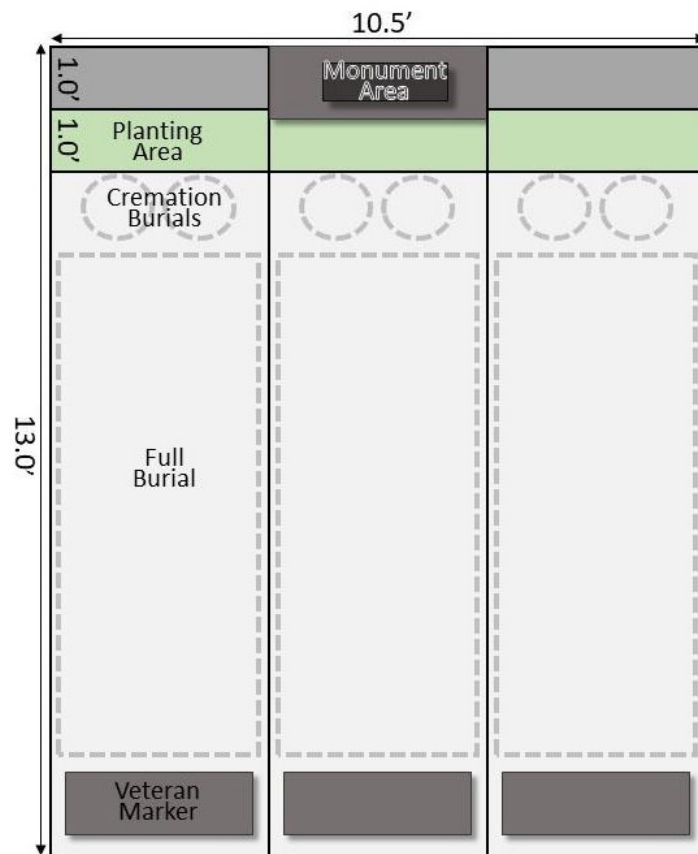 10.5’
1.0’
Monument
Area
1.0’
Planting
Area
Cremation
Burials
13.0’
Full
Burial
Veteran
Marker